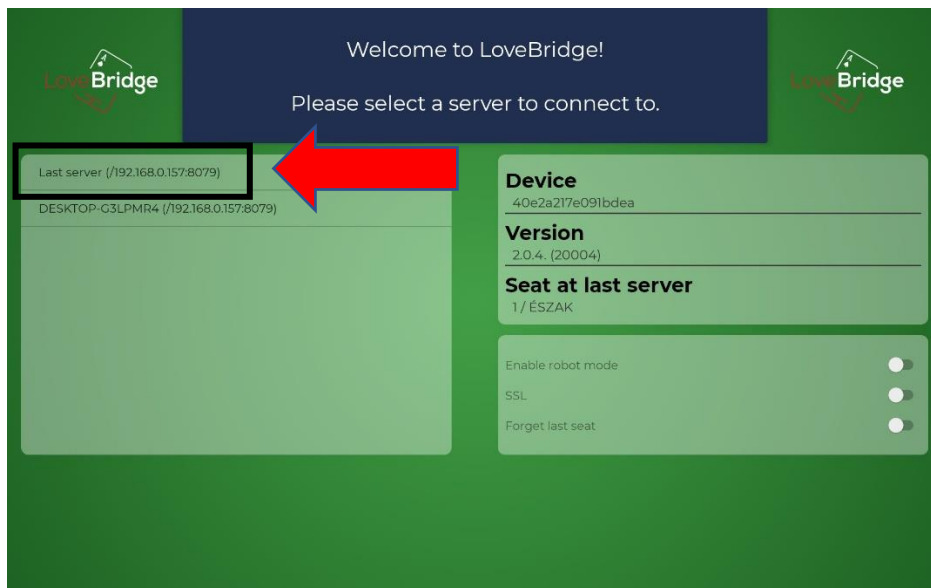 LoveBridge
Welcome to LoveBridge!
Please select a server to connect to.
LoveBridge
Last server (/192.168.0.157:8079)
DESKTOP-G3LPMR4 (/192.168.0.157:8079)
Device
40e2a217e091bdea
Version
2.0.4. (20004)
Seat at last server
1 / ÉSZAK
Enable robot mode
SSL
Forget last seat